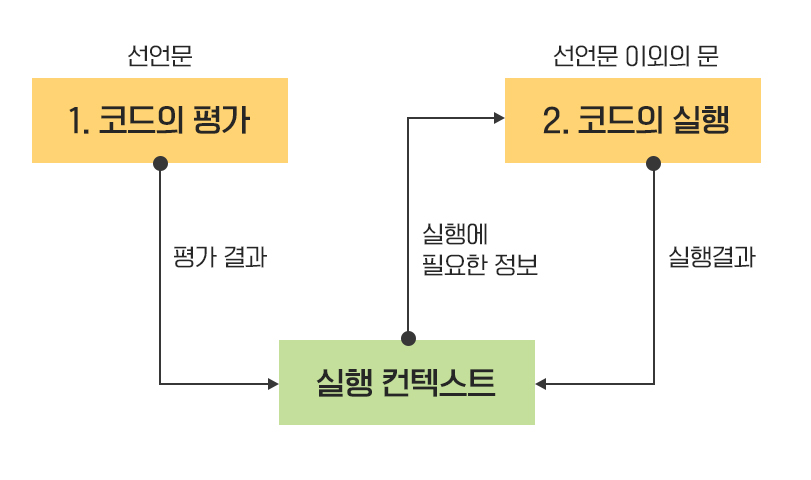 선언문
선언문 이외의 문
1. 코드의 평가
2. 코드의 실행
평가 결과
실행에
필요한 정보
실행결과
실행 컨텍스트